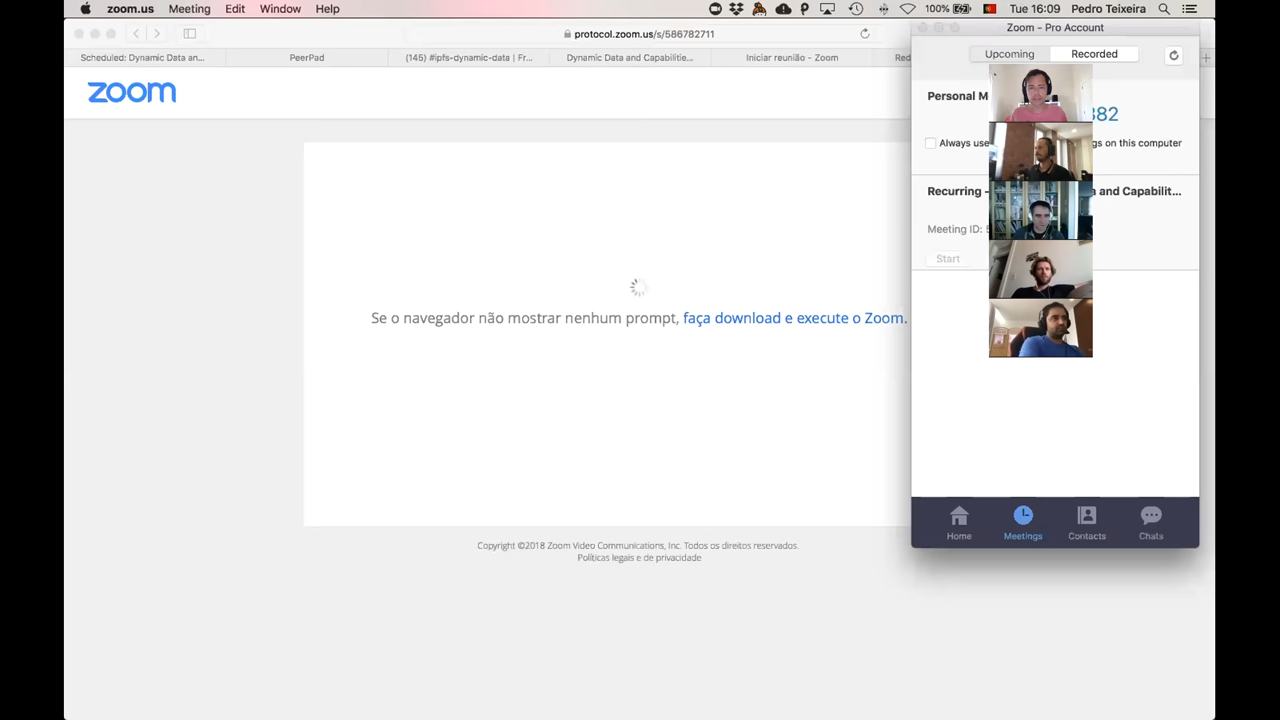 zoom.us Meeting Edit Window Help 100% Tue 16:09 Pedro Teixeira
protocol.zoom.us/s/586782711
Scheduled: Dynamic Data an... PeerPad (145) #ipfs-dynamic-data | Fr... Dynamic Data and Capabilitie... Iniciar reunião - Zoom Red
zoom
Se o navegador não mostrar nenhum prompt, faça download e execute o Zoom.
Copyright ©2018 Zoom Video Communications, Inc. Todos os direitos reservados.
Políticas legais e de privacidade
Zoom - Pro Account
Upcoming Recorded
Personal M
382
Always use gs on this computer
Recurring - a and Capabilit...
Meeting ID: 5
Start
Home Meetings Contacts Chats